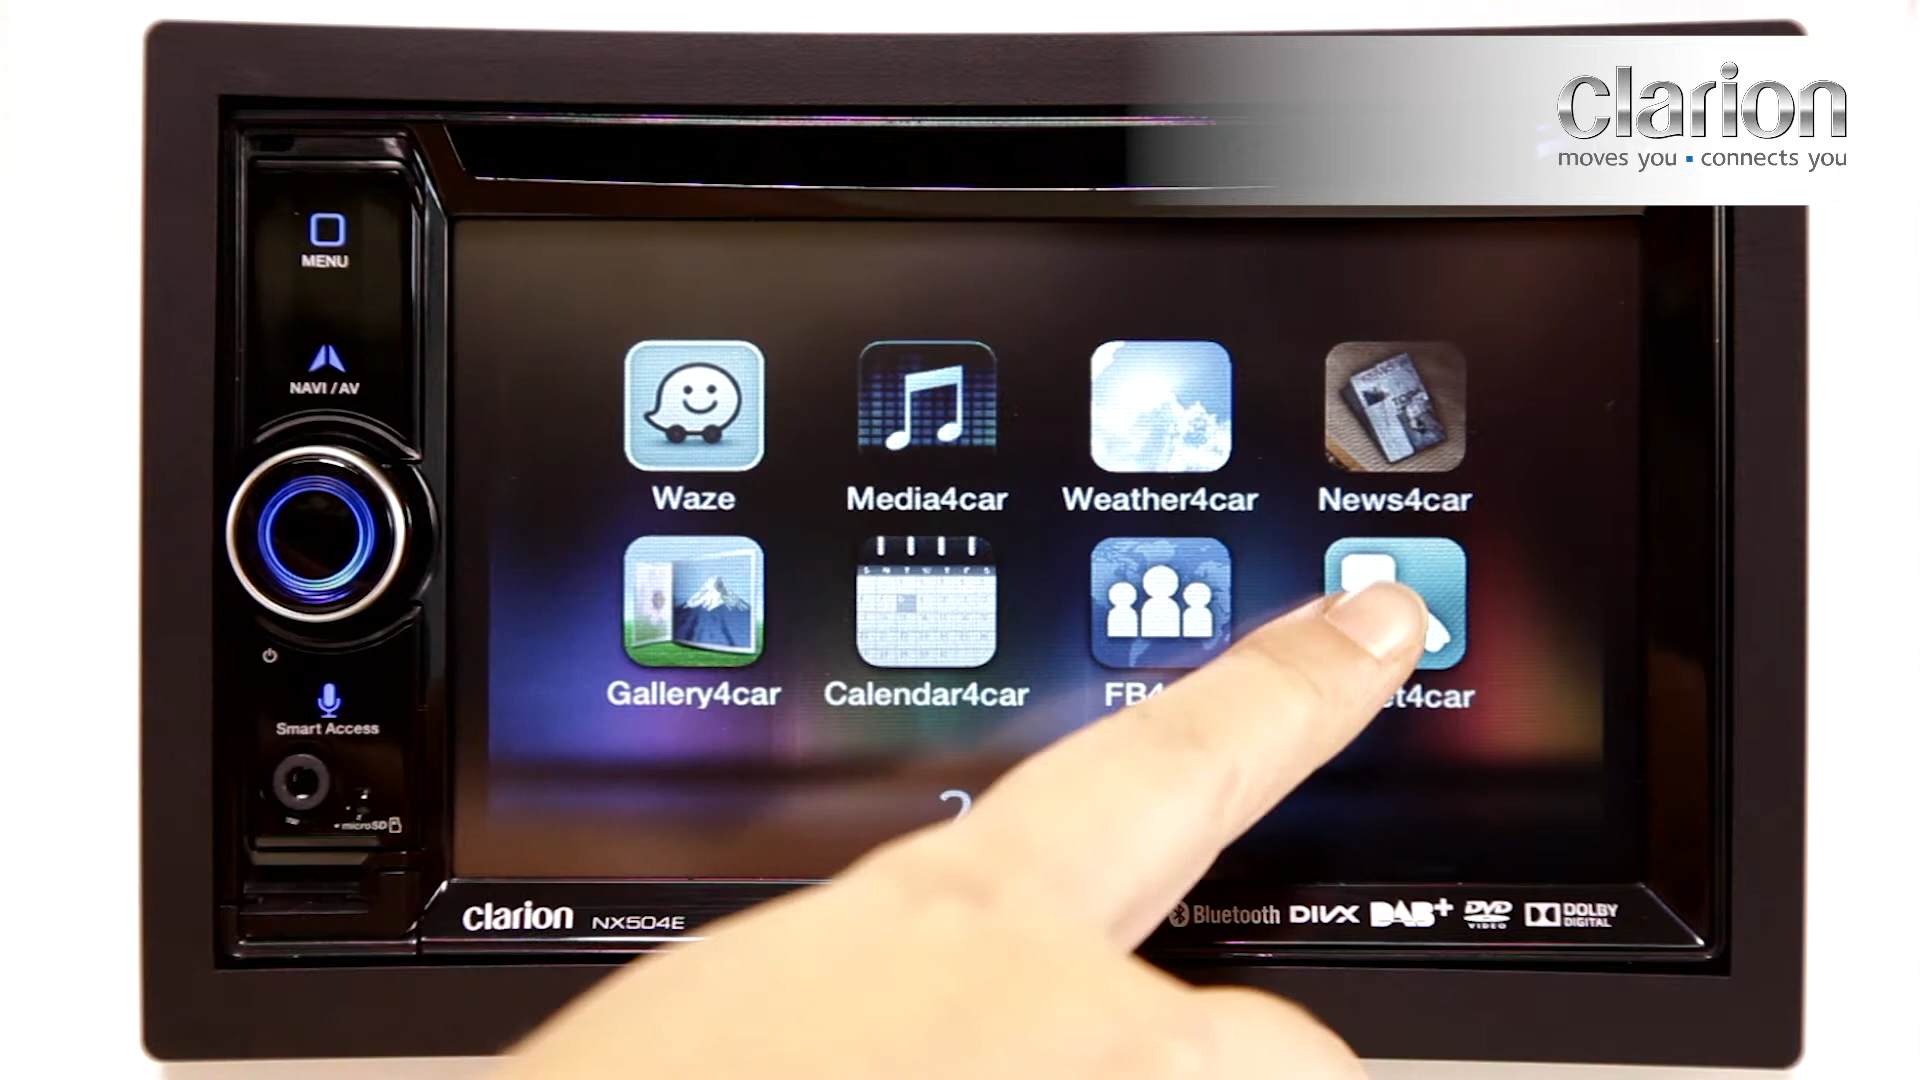 clarion
moves you ▪ connects you
MENU
NAVI / AV
Smart Access
microSD
Waze
Media4car
Weather4car
News4car
Gallery4car
Calendar4car
2
clarion NX504E
Bluetooth DIVX DAB+ DVD VIDEO DOLBY DIGITAL